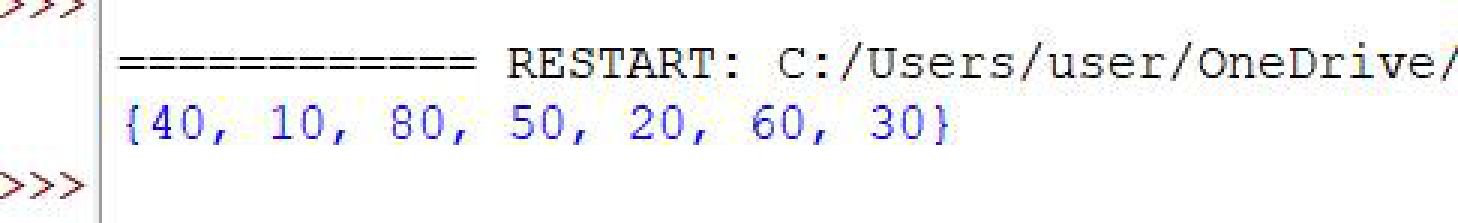 >>>
============ RESTART: C:/Users/user/OneDrive/
{40, 10, 80, 50, 20, 60, 30}
>>>